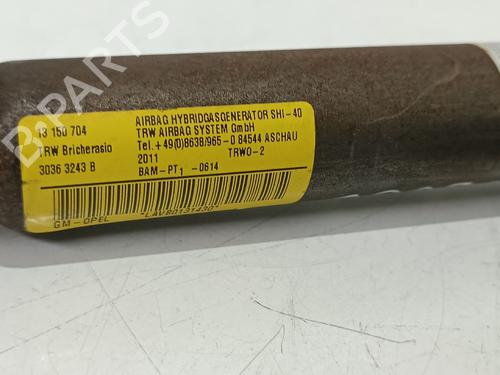 13 150 704
TRW Bricherasio
3036 3243 B
AIRBAG HYBRIDGASGENERATOR SHI-40
TRW AIRBAG SYSTEM GmbH
Tel.+49(0)8638/965-0 84544 ASCHAU
2011 TRWO-2
BAM-PT1 -0614
GM-OPEL *LAV80131430*
B-PARTS